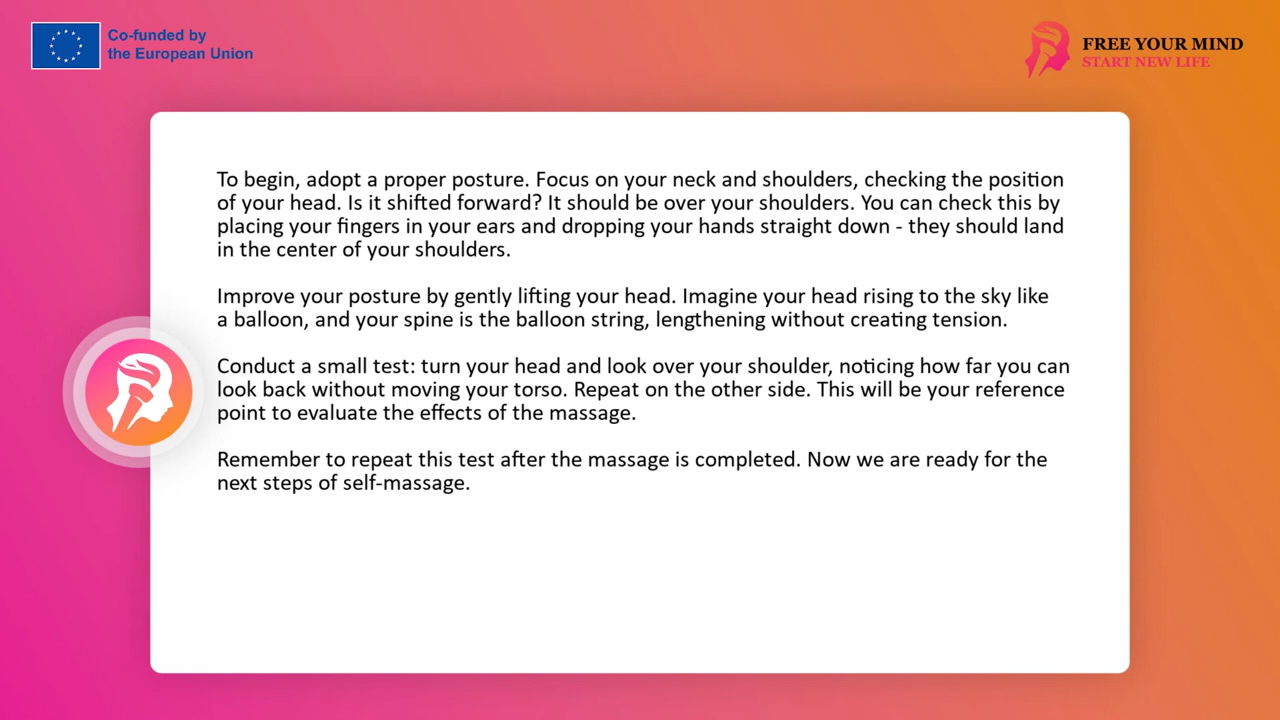 Co-funded by
the European Union
FREE YOUR MIND
START NEW LIFE
To begin, adopt a proper posture. Focus on your neck and shoulders, checking the position
of your head. Is it shifted forward? It should be over your shoulders. You can check this by
placing your fingers in your ears and dropping your hands straight down - they should land
in the center of your shoulders.
Improve your posture by gently lifting your head. Imagine your head rising to the sky like
a balloon, and your spine is the balloon string, lengthening without creating tension.
Conduct a small test: turn your head and look over your shoulder, noticing how far you can
look back without moving your torso. Repeat on the other side. This will be your reference
point to evaluate the effects of the massage.
Remember to repeat this test after the massage is completed. Now we are ready for the
next steps of self-massage.